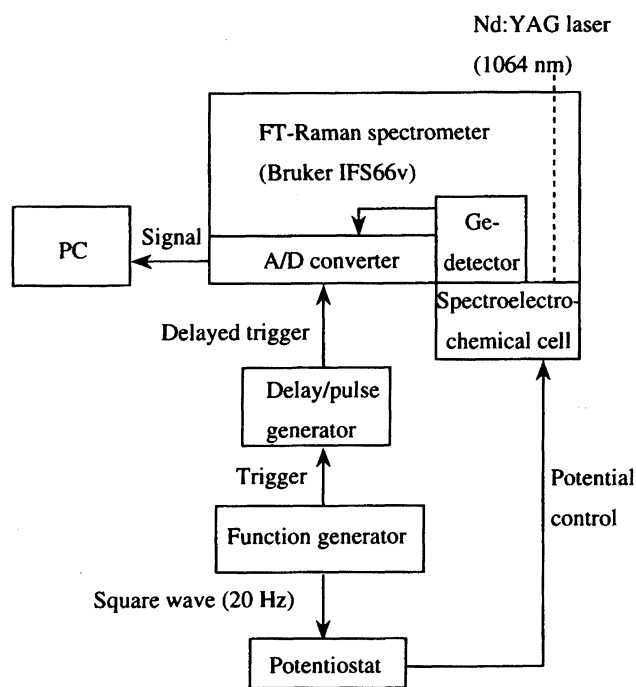 Nd:YAG laser
(1064 nm)
FT-Raman spectrometer
(Bruker IFS66v)
Ge-
detector
PC
Signal
A/D converter
Spectroelectro-
chemical cell
Delayed trigger
Delay/pulse
generator
Trigger
Potential
control
Function generator
Square wave (20 Hz)
Potentiostat